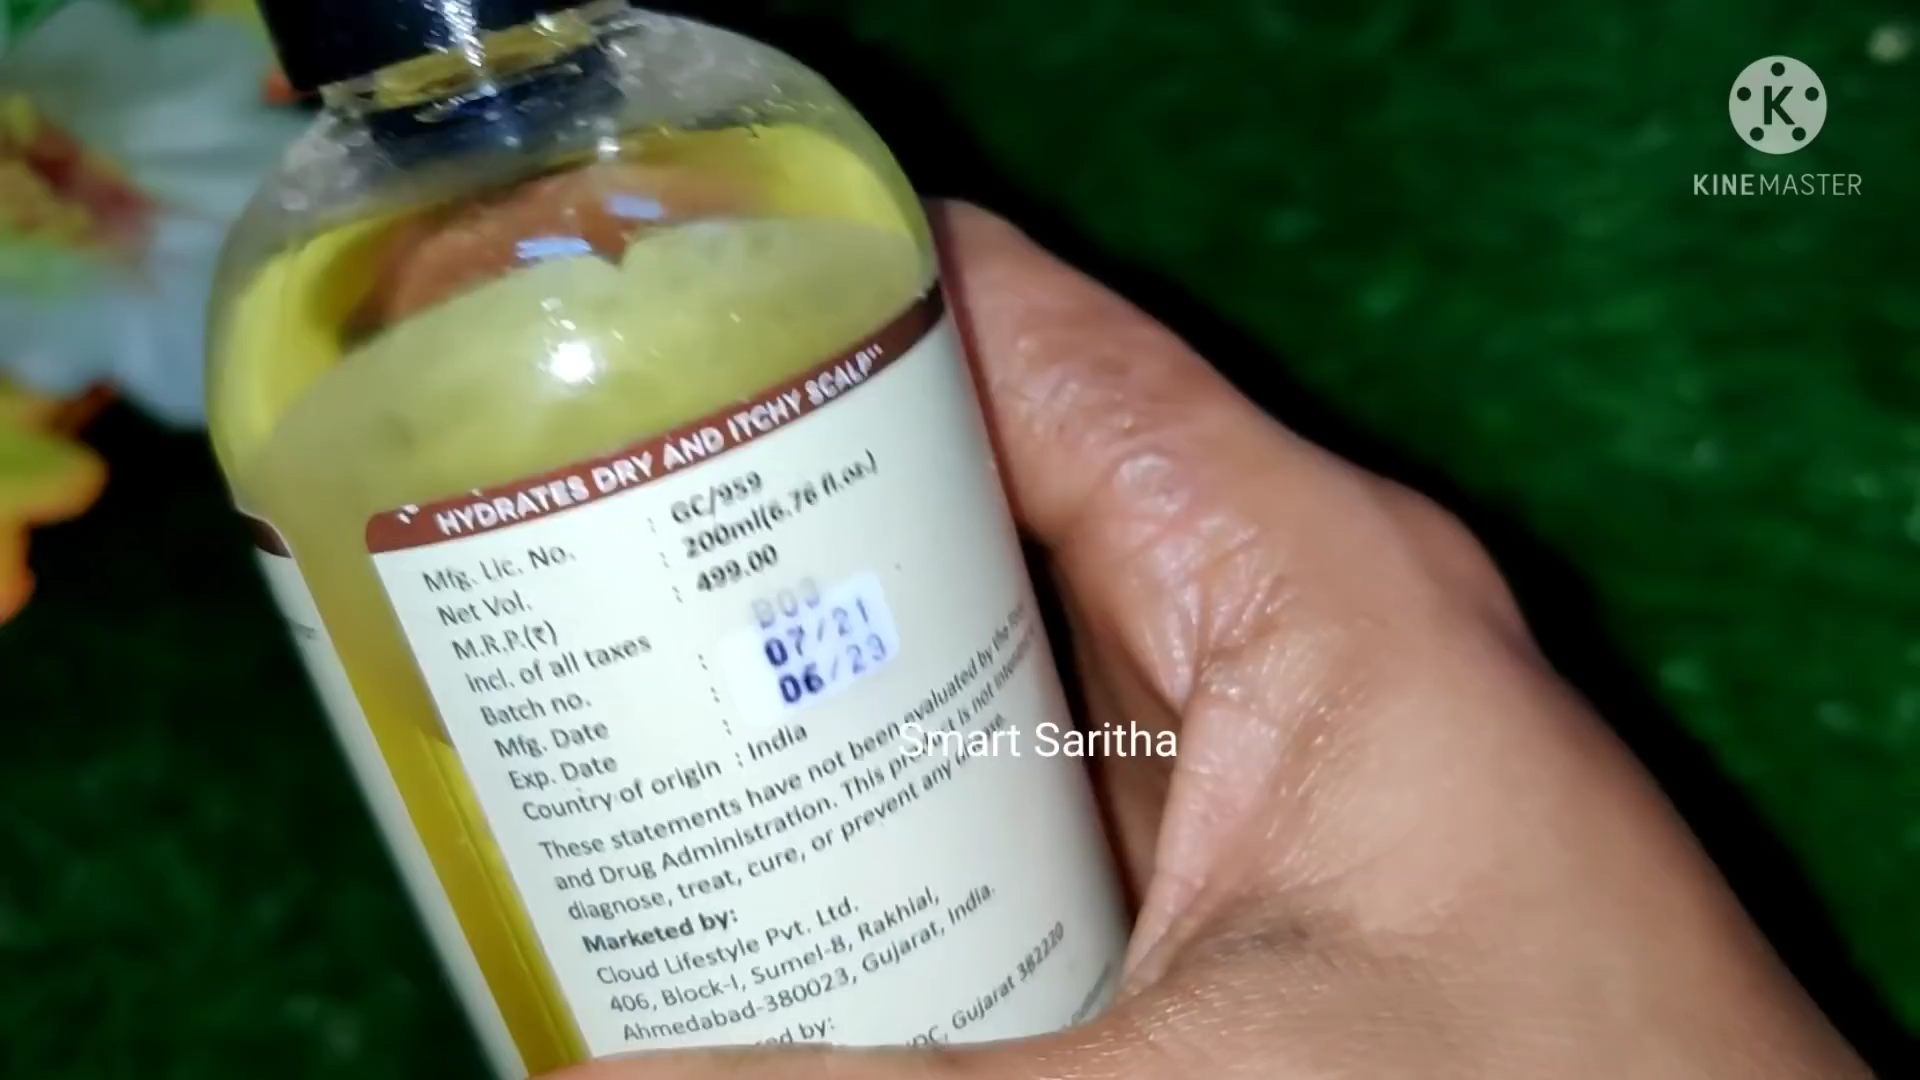 KINEMASTER
" HYDRATES DRY AND ITCHY SCALP"
Mfg. Lic. No. : GC/959
Net Vol. : 200ml(6.76 fl.oz.)
M.R.P.(₹) : 499.00
incl. of all taxes
Batch no. : B03
Mfg. Date : 07/21
Exp. Date : 06/23
Country of origin : India
These statements have not been evaluated by the
and Drug Administration. This product is not
diagnose, treat, cure, or prevent any disease.
Smart Saritha
Marketed by:
Cloud Lifestyle Pvt. Ltd.
406, Block-I, Sumel-8, Rakhial,
Ahmedabad-380023, Gujarat, India.
by:
Gujarat 382220